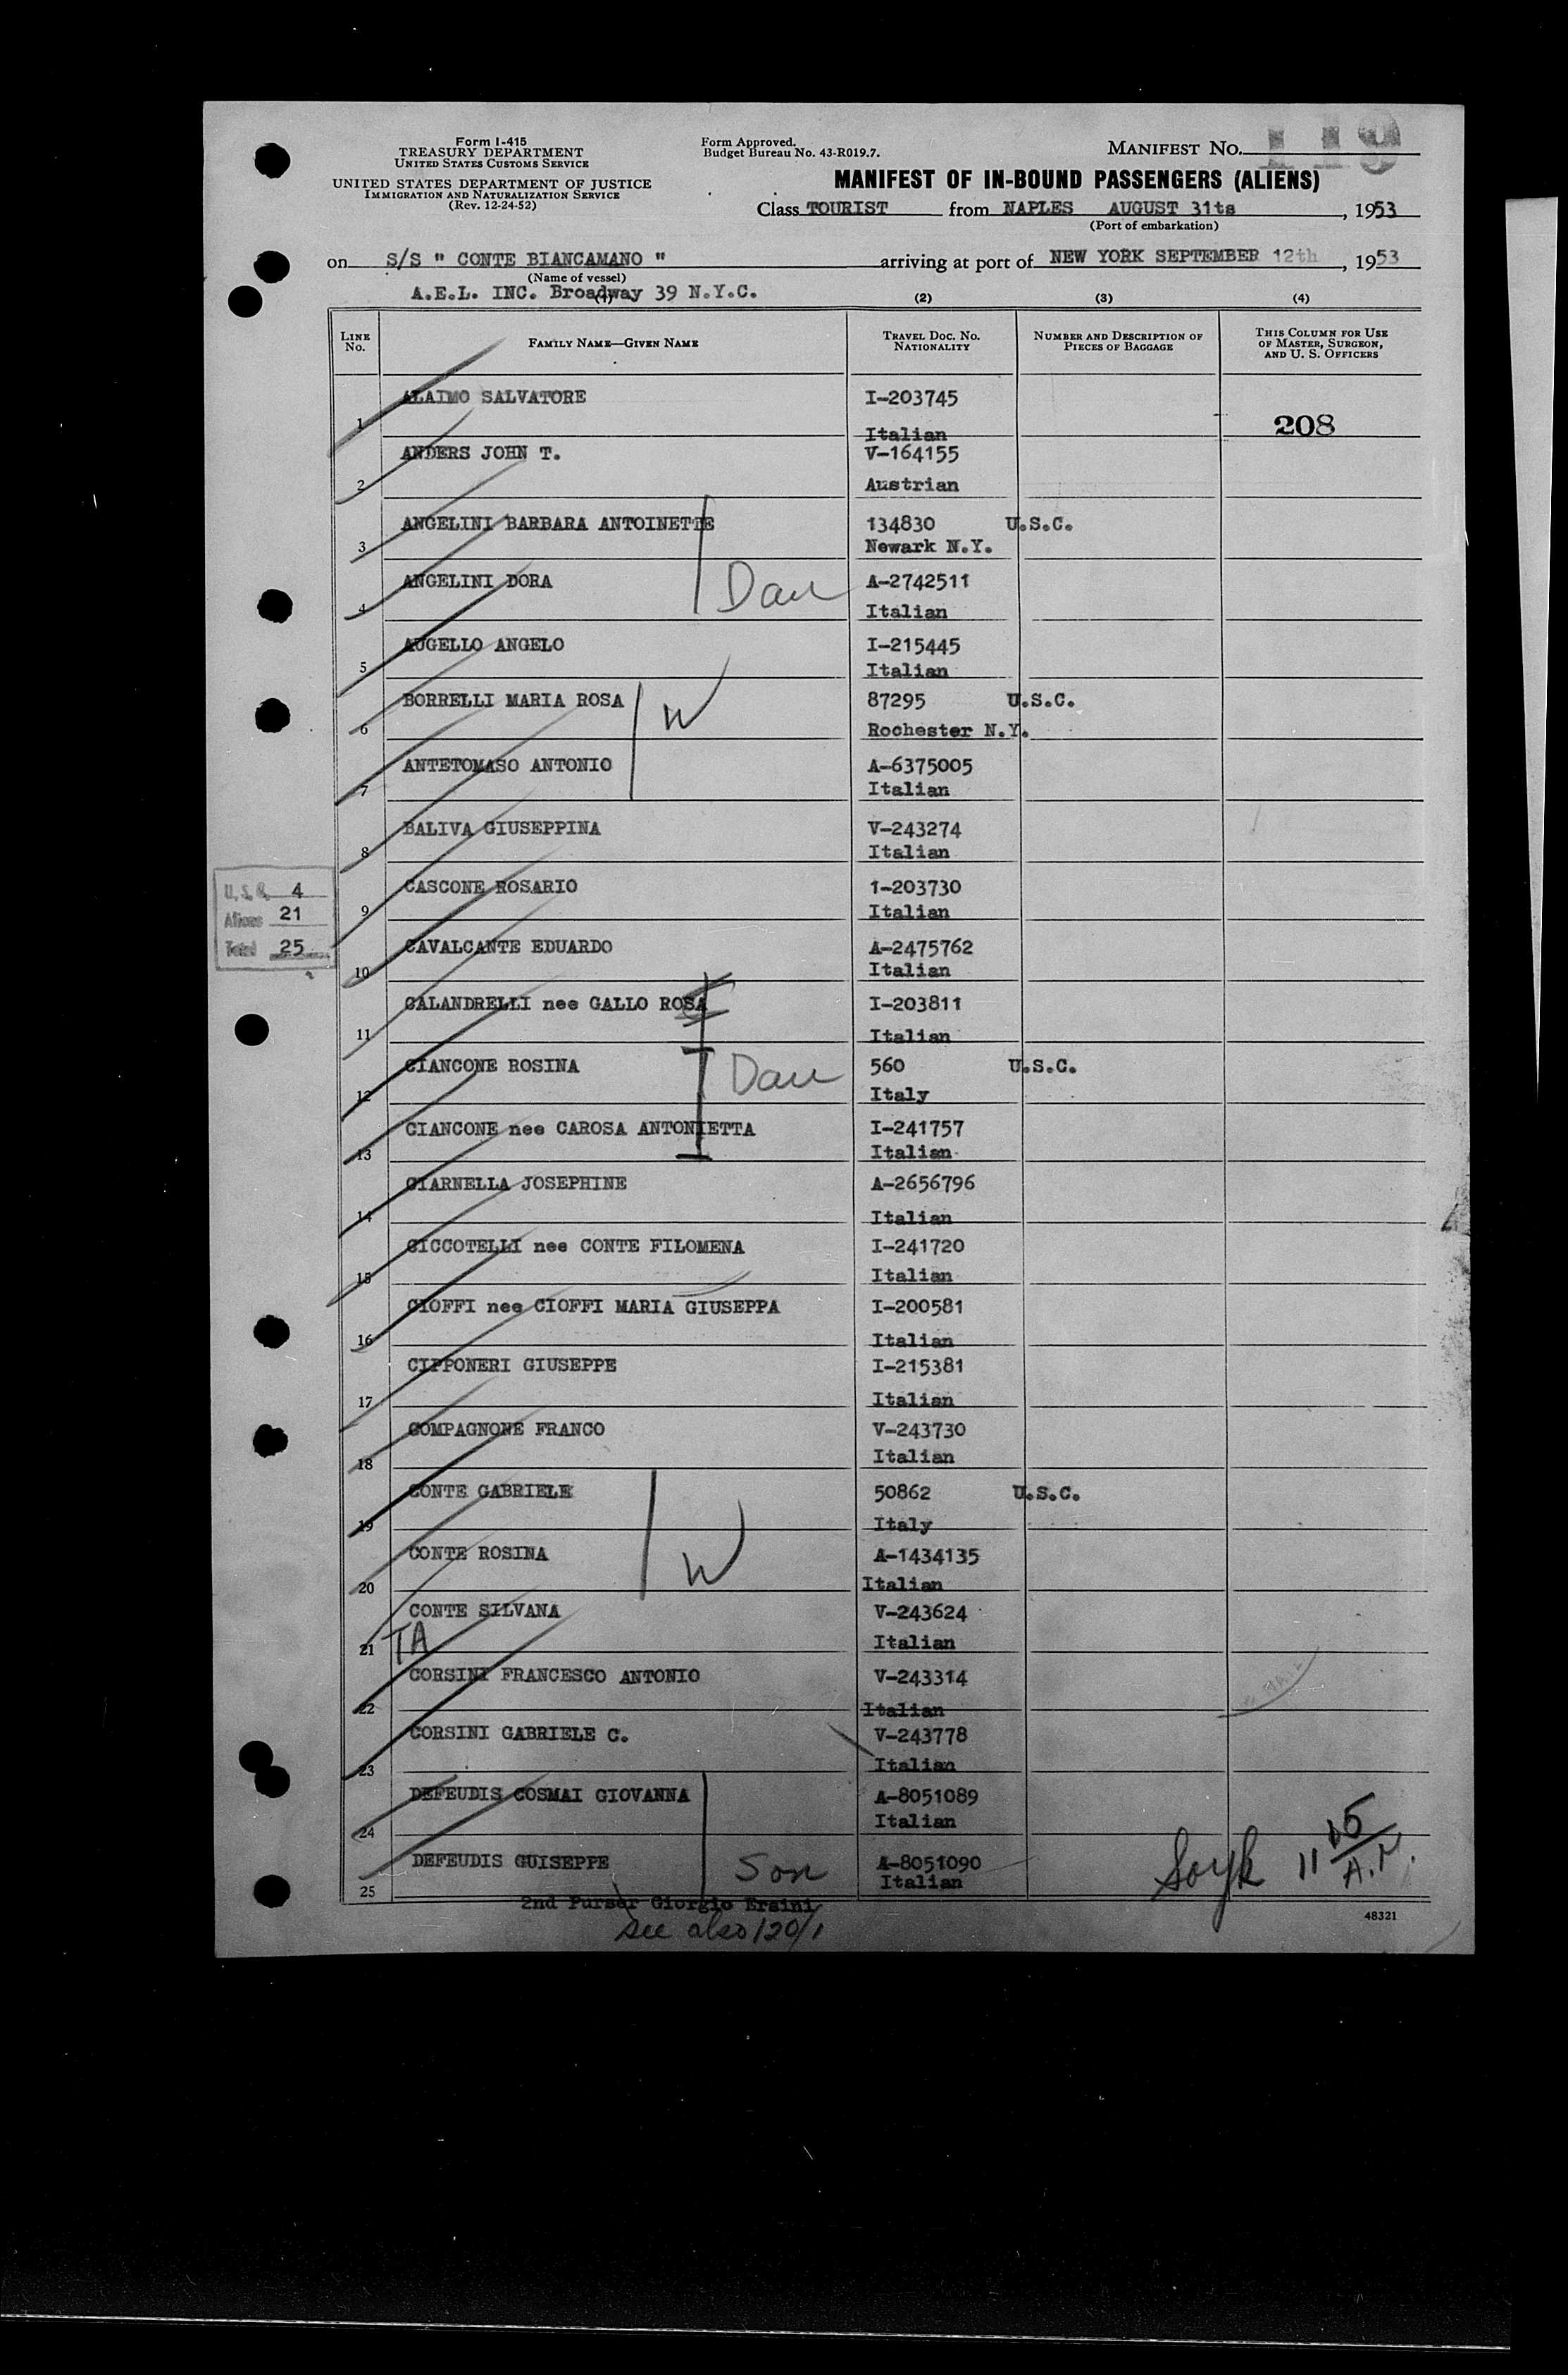 Form I-415
TREASURY DEPARTMENT
UNITED STATES CUSTOMS SERVICE
UNITED STATES DEPARTMENT OF JUSTICE
IMMIGRATION AND NATURALIZATION SERVICE
(Rev. 12-24-52)
Form Approved.
Budget Bureau No. 43-R019.7.
MANIFEST NO. 119
MANIFEST OF IN-BOUND PASSENGERS (ALIENS)
Class TOURIST from NAPLES AUGUST 31ts, 1953
(Port of embarkation)
on S/S " CONTE BIANCAMANO " arriving at port of NEW YORK SEPTEMBER 12th, 1953
(Name of vessel)
A.E.L. INC. Broadway 39 N.Y.C.
(1) (2) (3) (4)
LINE No. FAMILY NAME—GIVEN NAME TRAVEL DOC. NO. NATIONALITY NUMBER AND DESCRIPTION OF PIECES OF BAGGAGE THIS COLUMN FOR USE OF MASTER, SURGEON, AND U. S. OFFICERS
1 ALAIMO SALVATORE I-203745
Italian 208
2 ANDERS JOHN T. V-164155
Austrian
3 ANGELINI BARBARA ANTOINETTE 134830 U.S.C.
Newark N.Y.
4 ANGELINI DORA Dau A-2742511
Italian
5 AUGELLO ANGELO I-215445
Italian
6 BORRELLI MARIA ROSA W 87295 U.S.C.
Rochester N.Y.
7 ANTETOMASO ANTONIO A-6375005
Italian
8 BALIVA GIUSEPPINA V-243274
Italian
9 CASCONE ROSARIO 1-203730
Italian
10 CAVALCANTE EDUARDO A-2475762
Italian
11 CALANDRELLI nee GALLO ROSA I-203811
Italian
12 CIANCONE ROSINA Dau 560 U.S.C.
Italy
13 CIANCONE nee CAROSA ANTONIETTA I-241757
Italian
14 CIARNELLA JOSEPHINE A-2656796
Italian
15 CICCOTELLI nee CONTE FILOMENA I-241720
Italian
16 CIOFFI nee CIOFFI MARIA GIUSEPPA I-200581
Italian
17 CIPPONERI GIUSEPPE I-215381
Italian
18 COMPAGNONE FRANCO V-243730
Italian
19 CONTE GABRIELE 50862 U.S.C.
Italy
20 CONTE ROSINA W A-1434135
Italian
21 TA CONTE SILVANA V-243624
Italian
22 CORSINI FRANCESCO ANTONIO V-243314
Italian
23 CORSINI GABRIELE C. V-243778
Italian
24 DEFEUDIS COSMAI GIOVANNA A-8051089
Italian
25 DEFEUDIS GUISEPPE Son A-8051090
Italian
U.S.C. 4
Aliens 21
Total 25
2nd Purser Giorgio Ersini
see also 120/1
48321